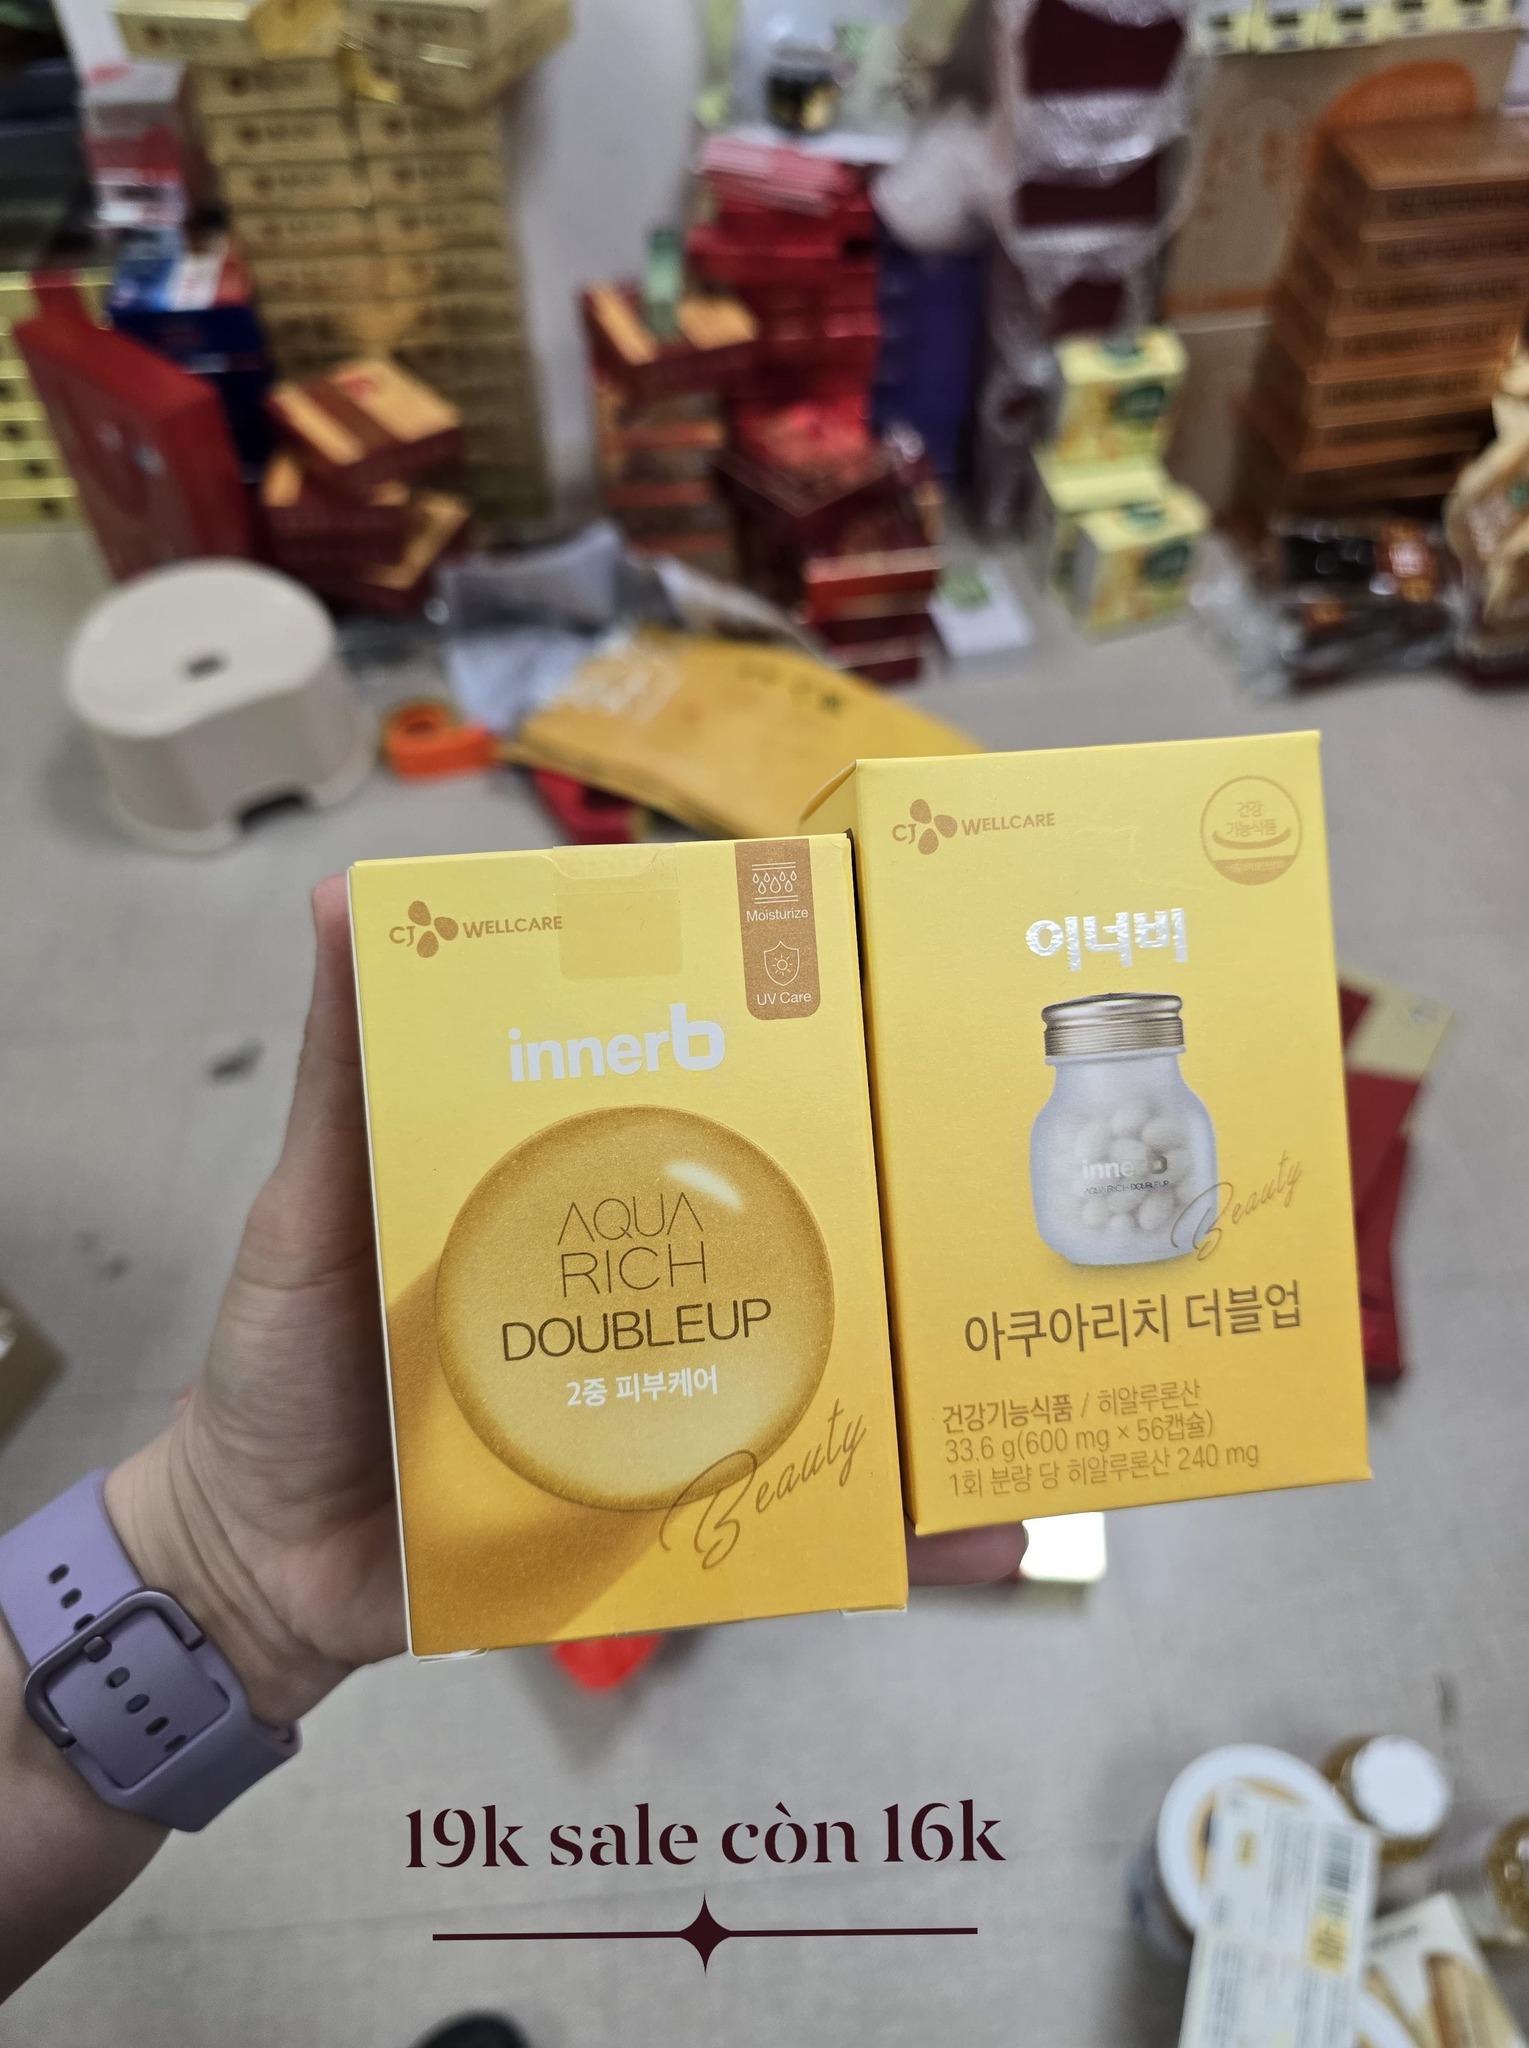 CJ WELLCARE
Moisturize
UV Care
innerb
AQUA
RICH
DOUBLEUP
2중 피부케어
Beauty
CJ WELLCARE
건강
기능식품
이너비
innerb
AQUA RICH DOUBLEUP
Beauty
아쿠아리치 더블업
건강기능식품 / 히알루론산
33.6 g(600 mg × 56캡슐)
1회 분량 당 히알루론산 240 mg
19k sale còn 16k